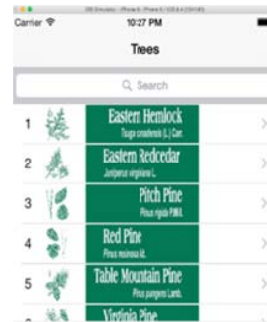 Carrier 10:27 PM
Trees
Search
1 Eastern Hemlock
Tsuga canadensis (L.) Carr.
2 Eastern Redcedar
Juniperus virginiana L.
3 Pitch Pine
Pinus rigida Mill.
4 Red Pine
Pinus resinosa Ait.
5 Table Mountain Pine
Pinus pungens Lamb.
Virginia Pine